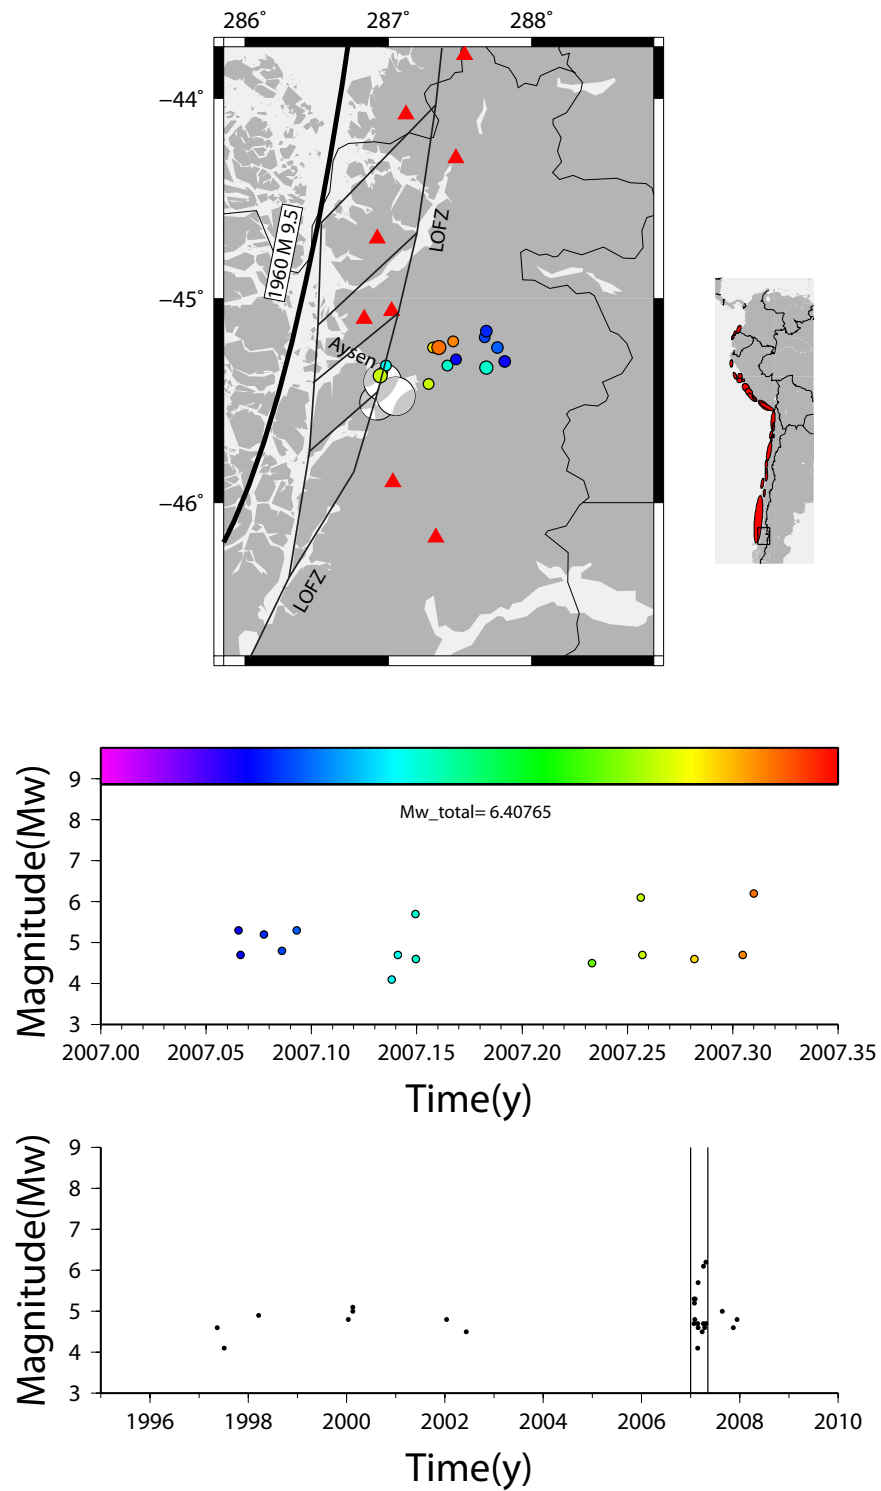 286˚ 287˚ 288˚
−44˚
−45˚
−46˚
1960 M 9.5
LOFZ
Aysen
LOFZ
Magnitude(Mw)
9
8
7
6
5
4
3
Mw_total= 6.40765
2007.00 2007.05 2007.10 2007.15 2007.20 2007.25 2007.30 2007.35
Time(y)
Magnitude(Mw)
9
8
7
6
5
4
3
1996 1998 2000 2002 2004 2006 2008 2010
Time(y)